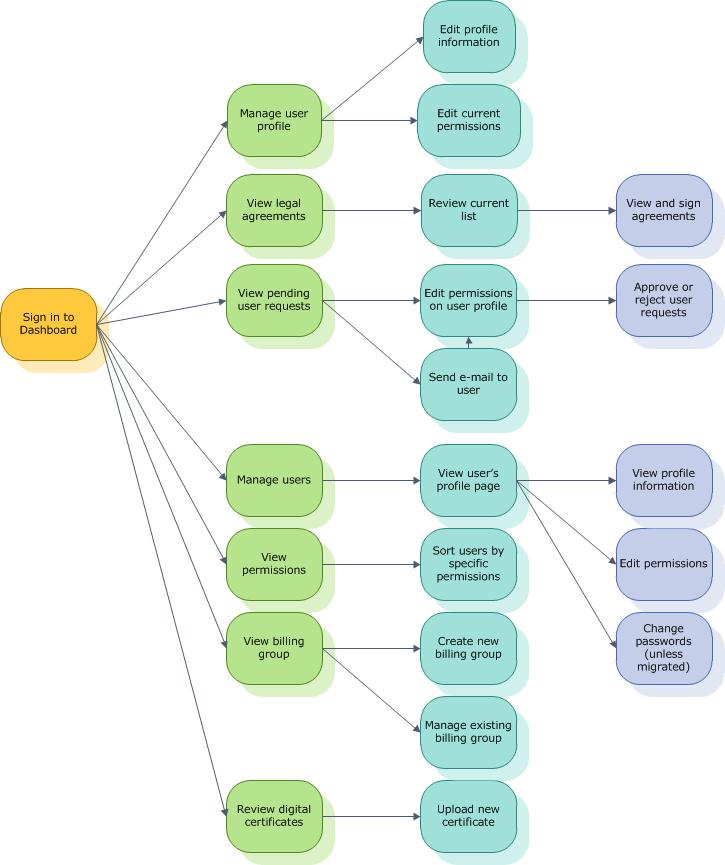 Edit profile
information
Manage user
profile
Edit current
permissions
View legal
agreements
Review current
list
View and sign
agreements
Sign in to
Dashboard
View pending
user requests
Edit permissions
on user profile
Approve or
reject user
requests
Send e-mail to
user
Manage users
View user’s
profile page
View profile
information
View
permissions
Sort users by
specific
permissions
Edit permissions
View billing
group
Create new
billing group
Change
passwords
(unless
migrated)
Manage existing
billing group
Review digital
certificates
Upload new
certificate